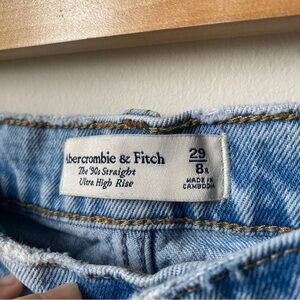 Abercrombie & Fitch
The '90s Straight
Ultra High Rise
29
8R
MADE IN
CAMBODIA